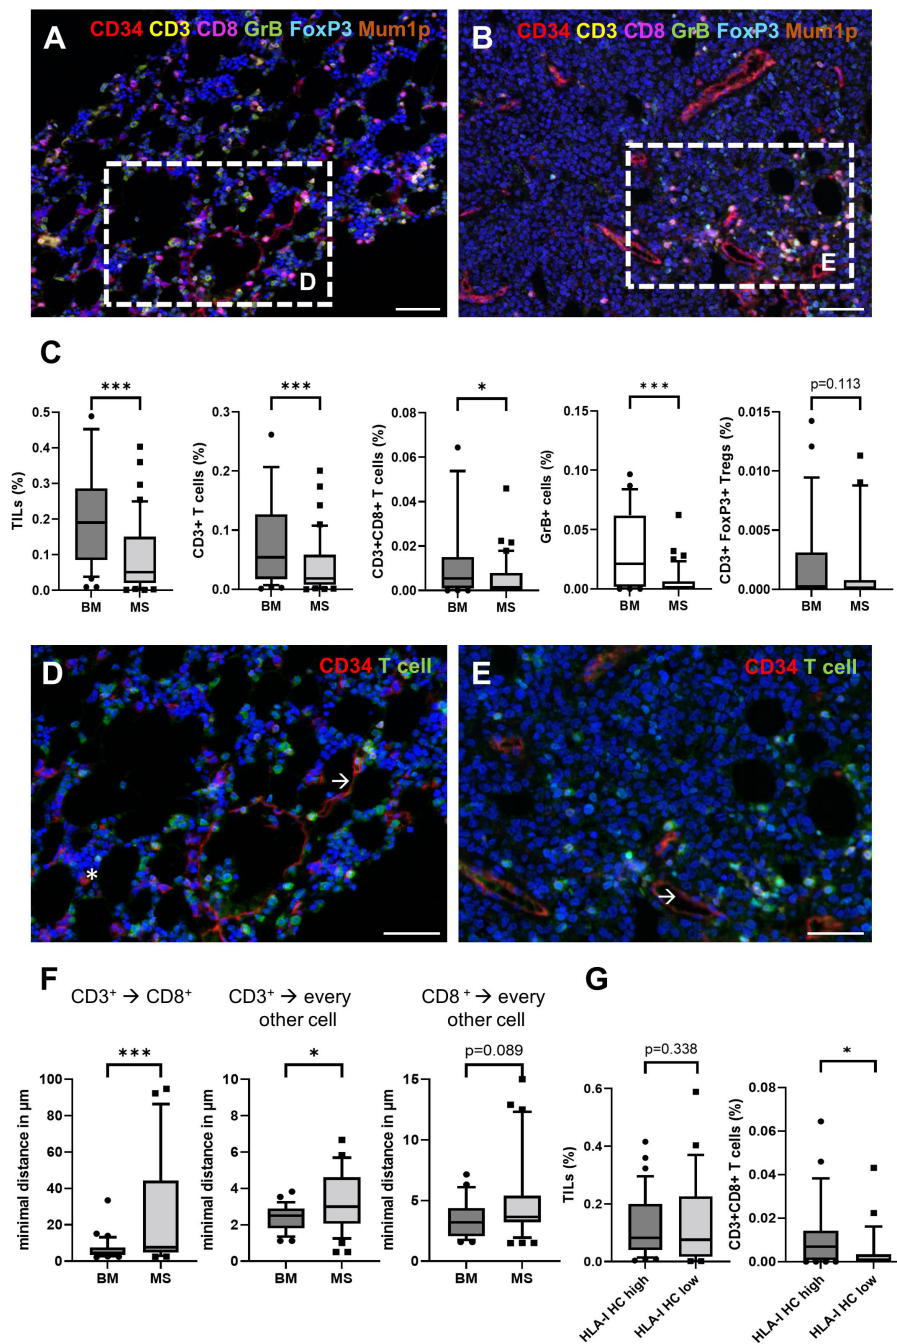 A
CD34 CD3 CD8 GrB FoxP3 Mum1p
D
B
CD34 CD3 CD8 GrB FoxP3 Mum1p
E
C
***
TILs (%)
0.5
0.4
0.3
0.2
0.1
0.0
BM MS
***
CD3+ T cells (%)
0.3
0.2
0.1
0.0
BM MS
*
CD3+CD8+ T cells (%)
0.08
0.06
0.04
0.02
0.00
BM MS
***
GrB+ cells (%)
0.15
0.10
0.05
0.00
BM MS
p=0.113
CD3+ FoxP3+ Tregs (%)
0.015
0.010
0.005
0.000
BM MS
D
CD34 T cell
→
*
E
CD34 T cell
→
F
CD3⁺ → CD8⁺
***
minimal distance in µm
100
80
60
40
20
0
BM MS
CD3⁺ → every
other cell
*
minimal distance in µm
10
8
6
4
2
0
BM MS
CD8 ⁺ → every
other cell
p=0.089
minimal distance in µm
15
10
5
0
BM MS
G
p=0.338
TILs (%)
0.6
0.4
0.2
0.0
HLA-I HC high
HLA-I HC low
*
CD3+CD8+ T cells (%)
0.08
0.06
0.04
0.02
0.00
HLA-I HC high
HLA-I HC low